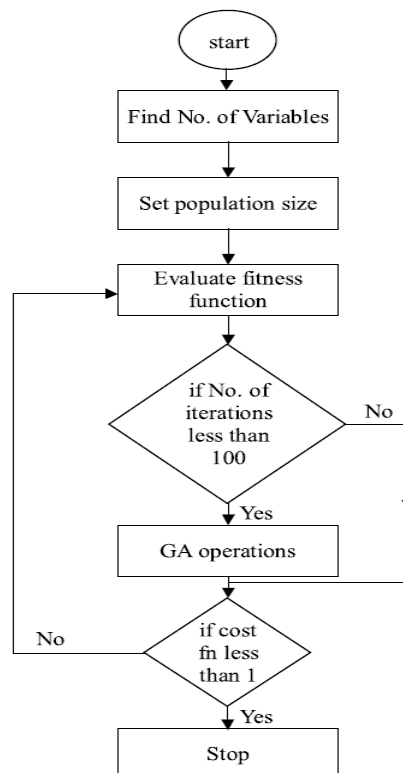 start
Find No. of Variables
Set population size
Evaluate fitness
function
if No. of
iterations
less than
100
No
Yes
GA operations
No
if cost
fn less
than 1
Yes
Stop